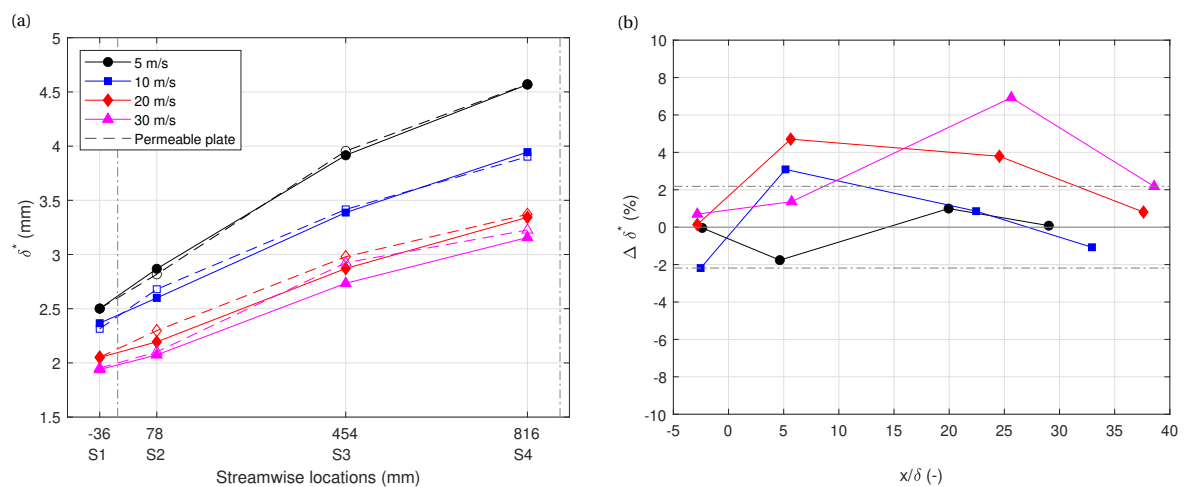 (a)
5
4.5
4
3.5
3
2.5
2
1.5
δ* (mm)
5 m/s
10 m/s
20 m/s
30 m/s
Permeable plate
-36 78 454 816
S1 S2 S3 S4
Streamwise locations (mm)
(b)
10
8
6
4
2
0
-2
-4
-6
-8
-10
Δ δ* (%)
-5 0 5 10 15 20 25 30 35 40
x/δ (-)